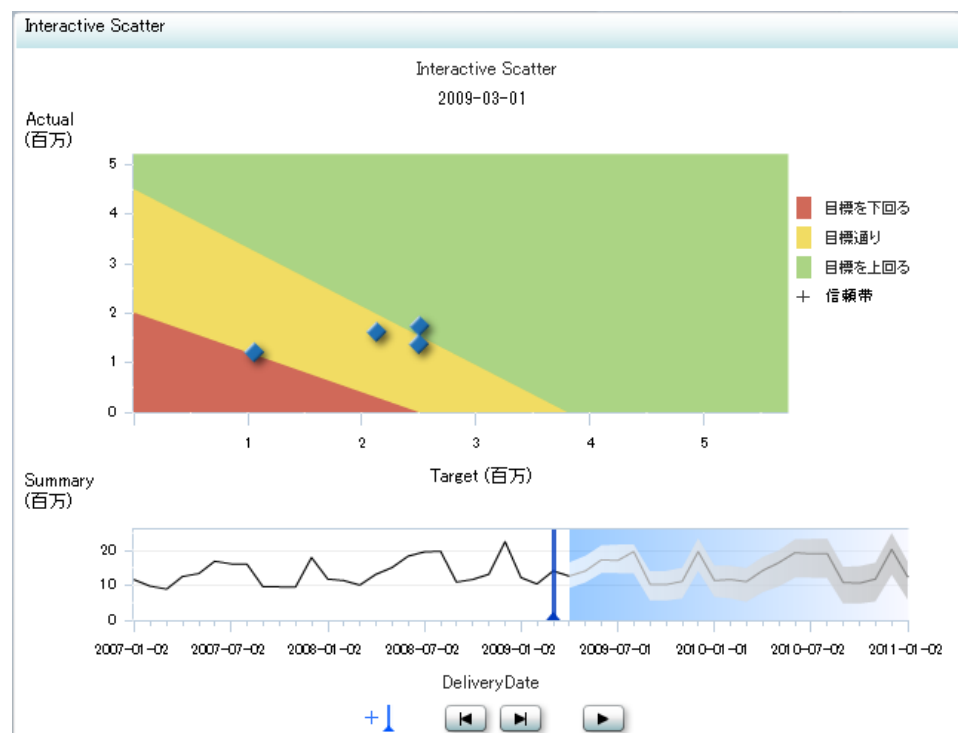 Interactive Scatter
Interactive Scatter
2009-03-01
Actual
(百万)
5
4
3
2
1
0
1 2 3 4 5
Target (百万)
目標を下回る
目標通り
目標を上回る
+ 信頼帯
Summary
(百万)
20
10
0
2007-01-02 2007-07-02 2008-01-02 2008-07-02 2009-01-02 2009-07-01 2010-01-01 2010-07-02 2011-01-02
DeliveryDate